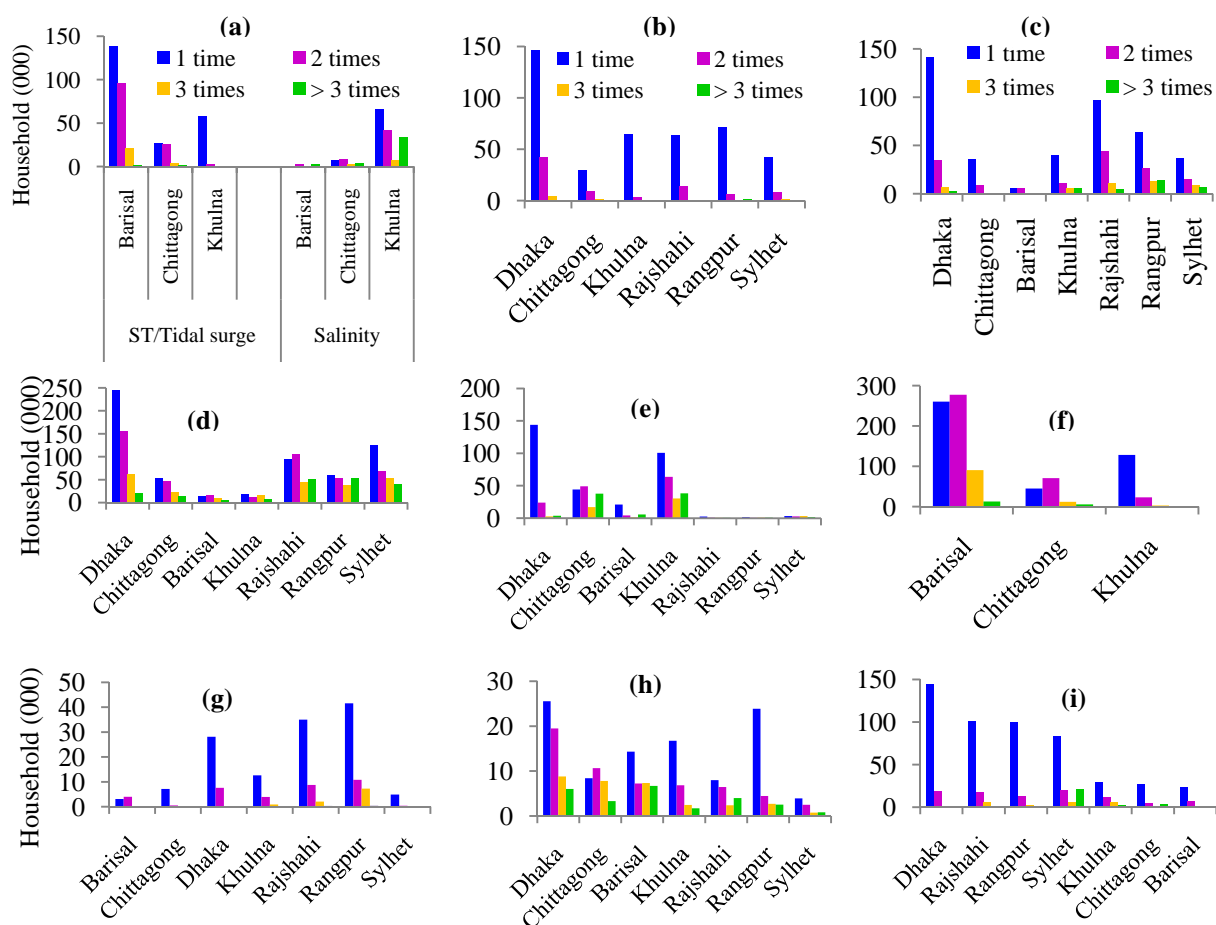 (a)
Household (000)
150
100
50
0
1 time
2 times
3 times
> 3 times
Barisal
Chittagong
Khulna
Barisal
Chittagong
Khulna
ST/Tidal surge
Salinity
(b)
150
100
50
0
1 time
2 times
3 times
> 3 times
Dhaka
Chittagong
Khulna
Rajshahi
Rangpur
Sylhet
(c)
150
100
50
0
1 time
2 times
3 times
> 3 times
Dhaka
Chittagong
Barisal
Khulna
Rajshahi
Rangpur
Sylhet
(d)
Household (000)
250
200
150
100
50
0
Dhaka
Chittagong
Barisal
Khulna
Rajshahi
Rangpur
Sylhet
(e)
200
150
100
50
0
Dhaka
Chittagong
Barisal
Khulna
Rajshahi
Rangpur
Sylhet
(f)
300
200
100
0
Barisal
Chittagong
Khulna
(g)
Household (000)
50
40
30
20
10
0
Barisal
Chittagong
Dhaka
Khulna
Rajshahi
Rangpur
Sylhet
(h)
30
20
10
0
Dhaka
Chittagong
Barisal
Khulna
Rajshahi
Rangpur
Sylhet
(i)
150
100
50
0
Dhaka
Rajshahi
Rangpur
Sylhet
Khulna
Chittagong
Barisal